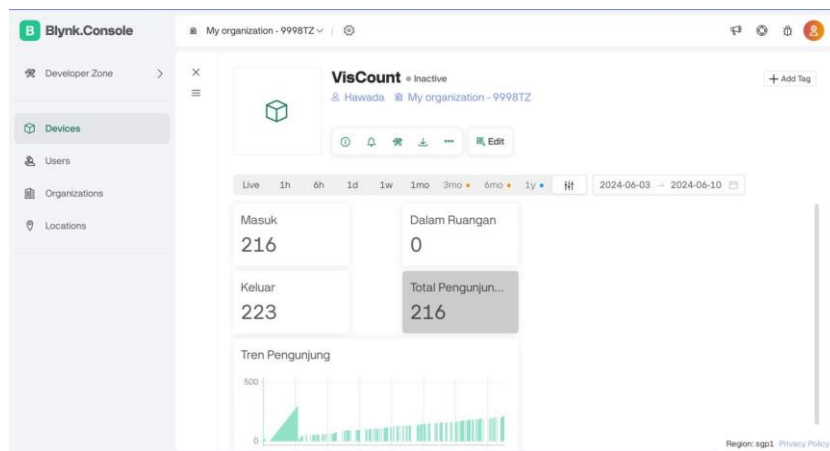 B Blynk.Console
My organization - 9998TZ
Developer Zone
Devices
Users
Organizations
Locations
VisCount • Inactive
Hawada My organization - 9998TZ
+ Add Tag
Edit
Live 1h 6h 1d 1w 1mo 3mo • 6mo • 1y • 2024-06-03 → 2024-06-10
Masuk
216
Dalam Ruangan
0
Keluar
223
Total Pengunjun...
216
Tren Pengunjung
500
0
Region: sgp1 Privacy Policy